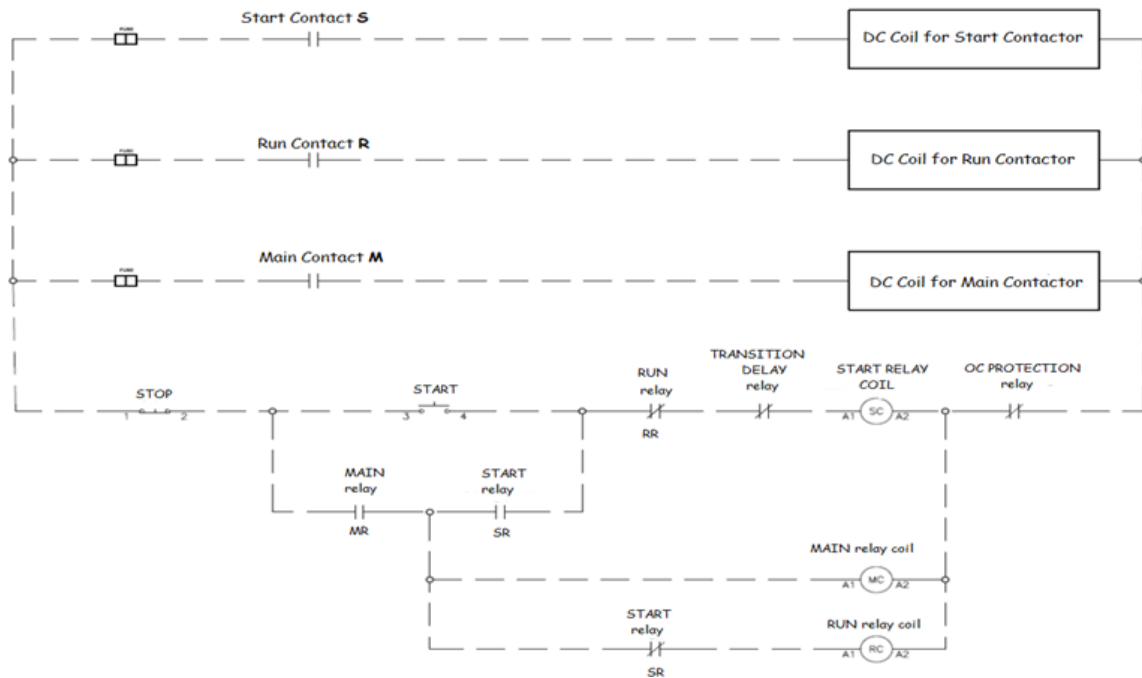 Start Contact S
FUSE
DC Coil for Start Contactor
Run Contact R
FUSE
DC Coil for Run Contactor
Main Contact M
FUSE
DC Coil for Main Contactor
STOP
1 2
START
3 4
RUN
relay
RR
TRANSITION
DELAY
relay
START RELAY
COIL
A1 SC A2
OC PROTECTION
relay
MAIN
relay
MR
START
relay
SR
MAIN relay coil
A1 MC A2
START
relay
SR
RUN relay coil
A1 RC A2